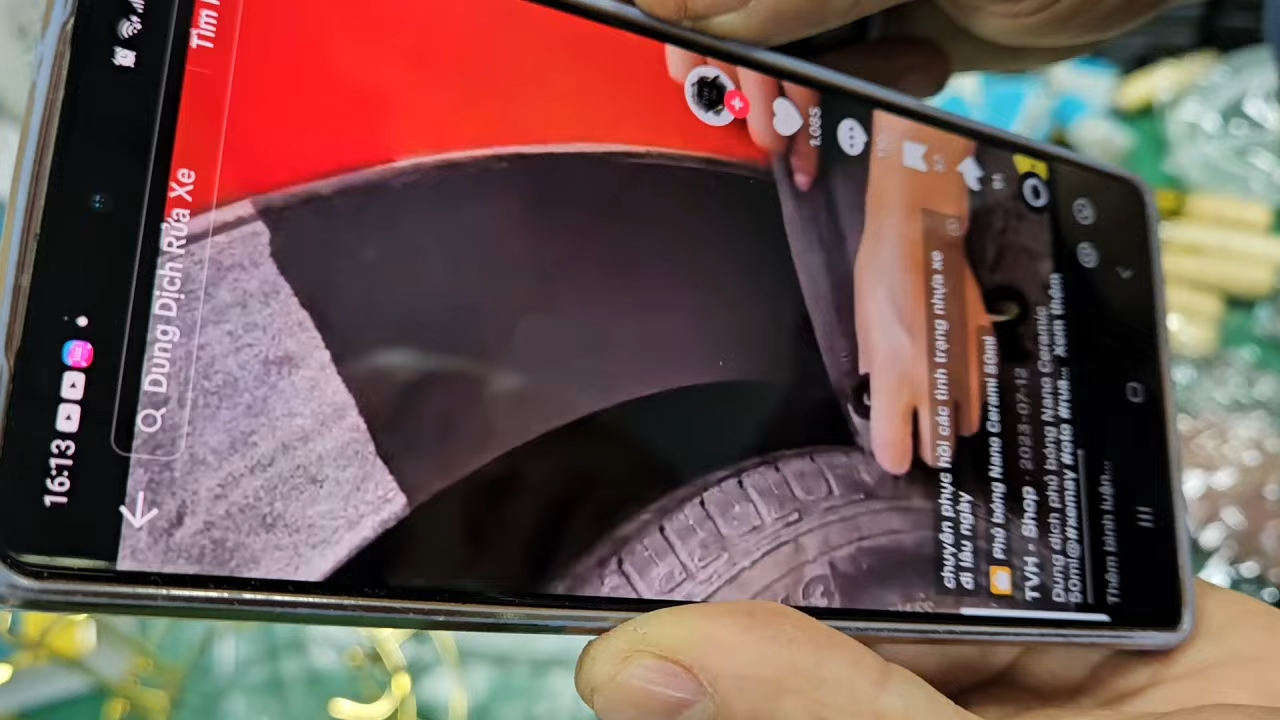 16:13
Dung Dịch Rửa Xe
Tìm
1.085
chuyên phục hồi các tình trạng nhựa xe
đi lâu ngày
Phủ bóng Nano Cerami 50ml
TVH - Shop · 2023-07-12
Dung dịch phủ bóng Nano Ceramic
50ml@#xemay #oto #rua... Xem thêm
Thêm bình luận...